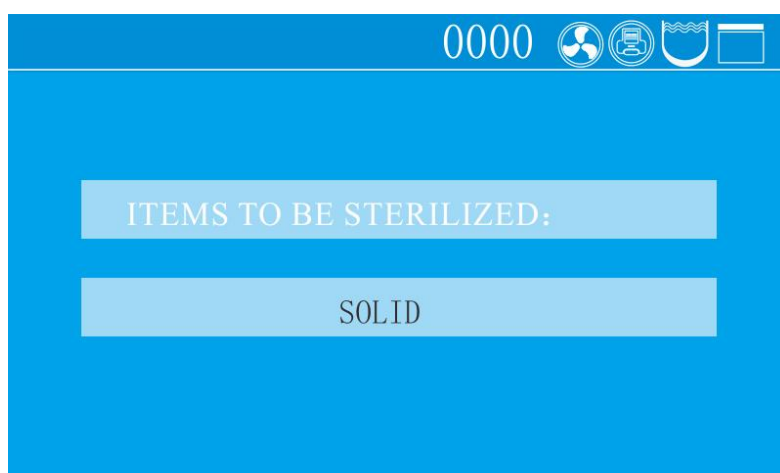 0000
ITEMS TO BE STERILIZED：
SOLID